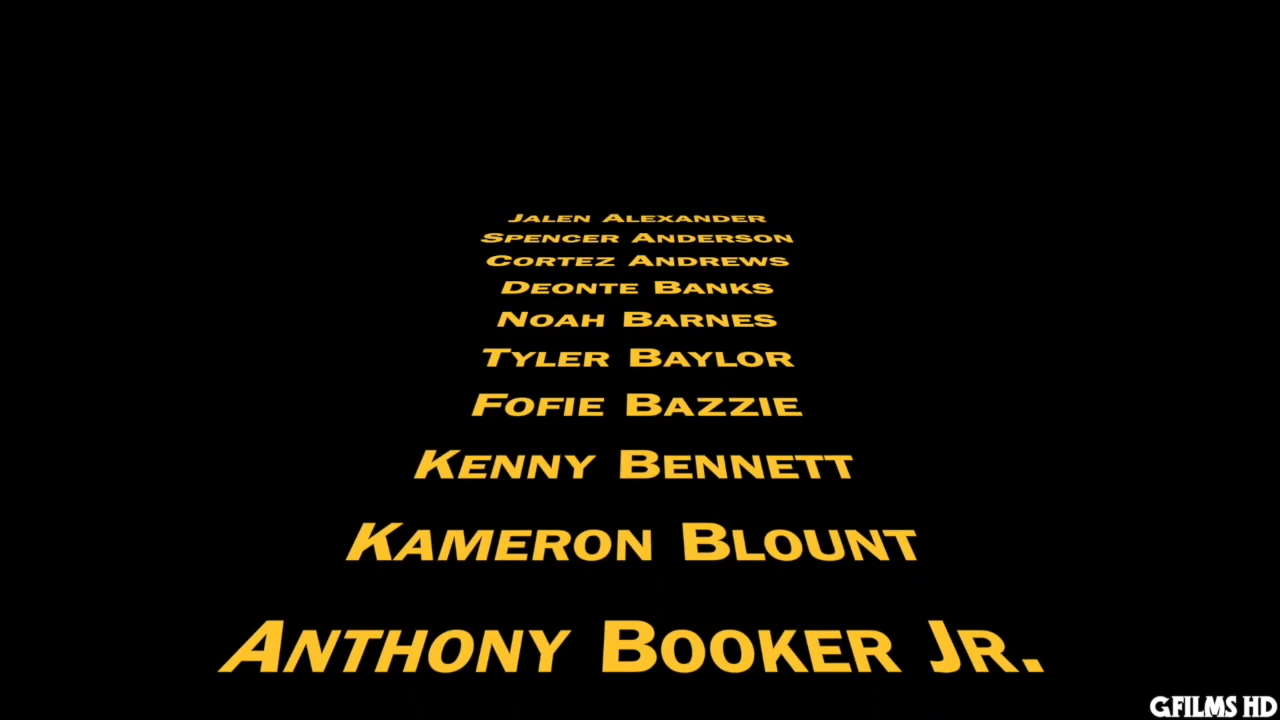 Jalen Alexander
Spencer Anderson
Cortez Andrews
Deonte Banks
Noah Barnes
Tyler Baylor
Fofie Bazzie
Kenny Bennett
Kameron Blount
Anthony Booker Jr.
GFILMS HD